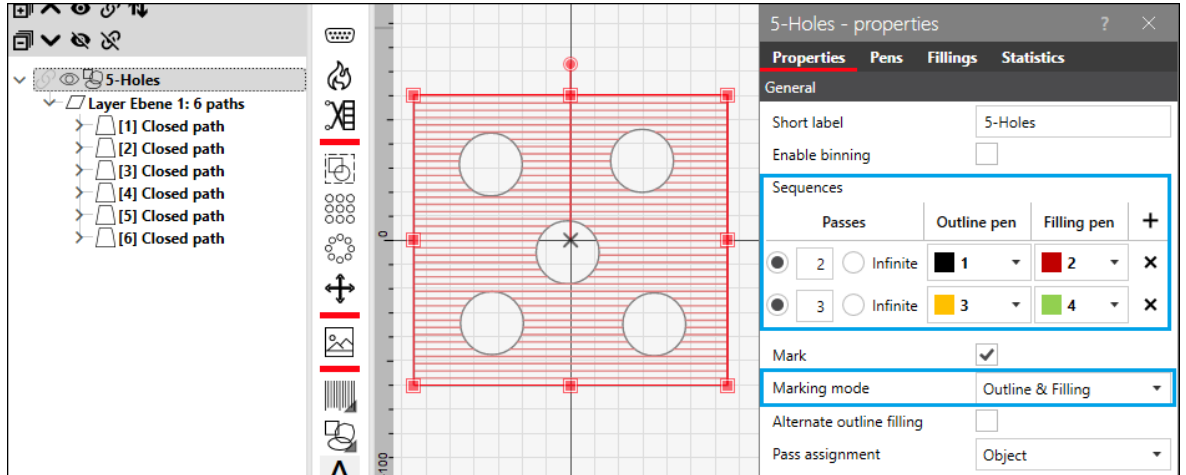 5-Holes
Layer Ebene 1: 6 paths
[1] Closed path
[2] Closed path
[3] Closed path
[4] Closed path
[5] Closed path
[6] Closed path
0
100
A
5-Holes - properties ?
Properties Pens Fillings Statistics
General
Short label 5-Holes
Enable binning
Sequences
Passes Outline pen Filling pen +
2 Infinite 1 2
3 Infinite 3 4
Mark
Marking mode Outline & Filling
Alternate outline filling
Pass assignment Object